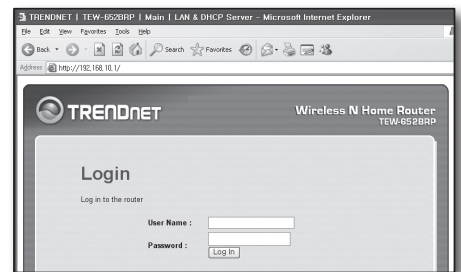 TRENDNET | TEW-652BRP | Main | LAN & DHCP Server - Microsoft Internet Explorer
File Edit View Favorites Tools Help
Back Search Favorites
Address http://192.168.10.1/
TRENDNET
Wireless N Home Router
TEW-652BRP
Login
Log in to the router
User Name :
Password :
Log In